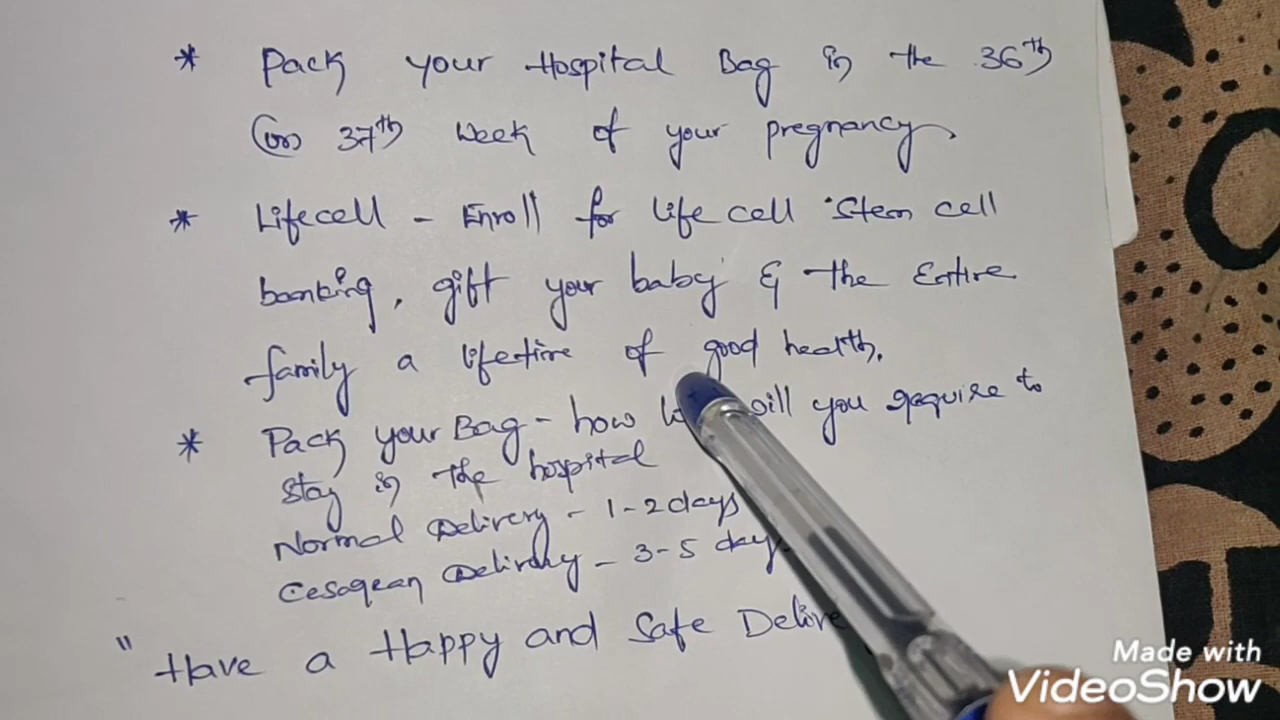 * Pack your Hospital Bag in the 36th
(or) 37th week of your pregnancy.
* Lifecell - Enroll for life cell Stem cell
banking, gift your baby & the Entire
family a lifetime of good health.
* Pack your Bag - how will you require to
stay in the hospital
Normal Delivery - 1-2 days
Cesarean Delivery - 3-5 days
" Have a Happy and Safe
Made with
VideoShow